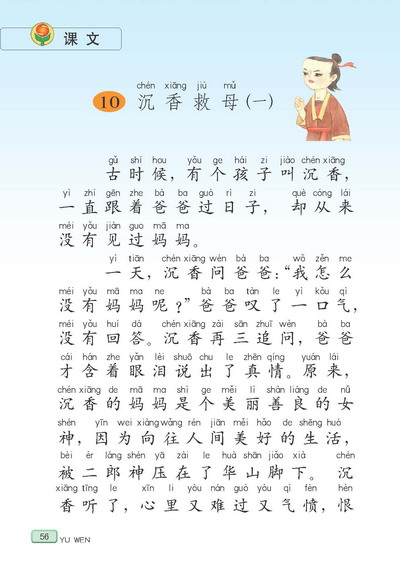 课文
chén xiāng jiù mǔ
10 沉香救母(一)
gǔ shí hou yǒu ge hái zi jiào chén xiāng
古时候,有个孩子叫沉香,
yì zhí gēn zhe bà ba guò rì zi què cóng lái
一直跟着爸爸过日子,却从来
méi yǒu jiàn guo mā ma
没有见过妈妈。
yì tiān chén xiāng wèn bà ba wǒ zěn me
一天,沉香问爸爸:“我怎么
méi yǒu mā ma ne bà ba tàn le yì kǒu qì
没有妈妈呢?”爸爸叹了一口气,
méi yǒu huí dá chén xiāng zài sān zhuī wèn bà ba
没有回答。沉香再三追问,爸爸
cái hán zhe yǎn lèi shuō chu le zhēn qíng yuán lái
才含着眼泪说出了真情。原来,
chén xiāng de mā ma shì ge měi lì shàn liáng de nǚ
沉香的妈妈是个美丽善良的女
shén yīn wei xiàng wǎng rén jiān měi hǎo de shēng huó
神,因为向往人间美好的生活,
bèi èr láng shén yā zài le huà shān jiǎo xià chén
被二郎神压在了华山脚下。沉
xiāng tīng le xīn li yòu nán guò yòu qì fèn hèn
香听了,心里又难过又气愤,恨
56 YU WEN